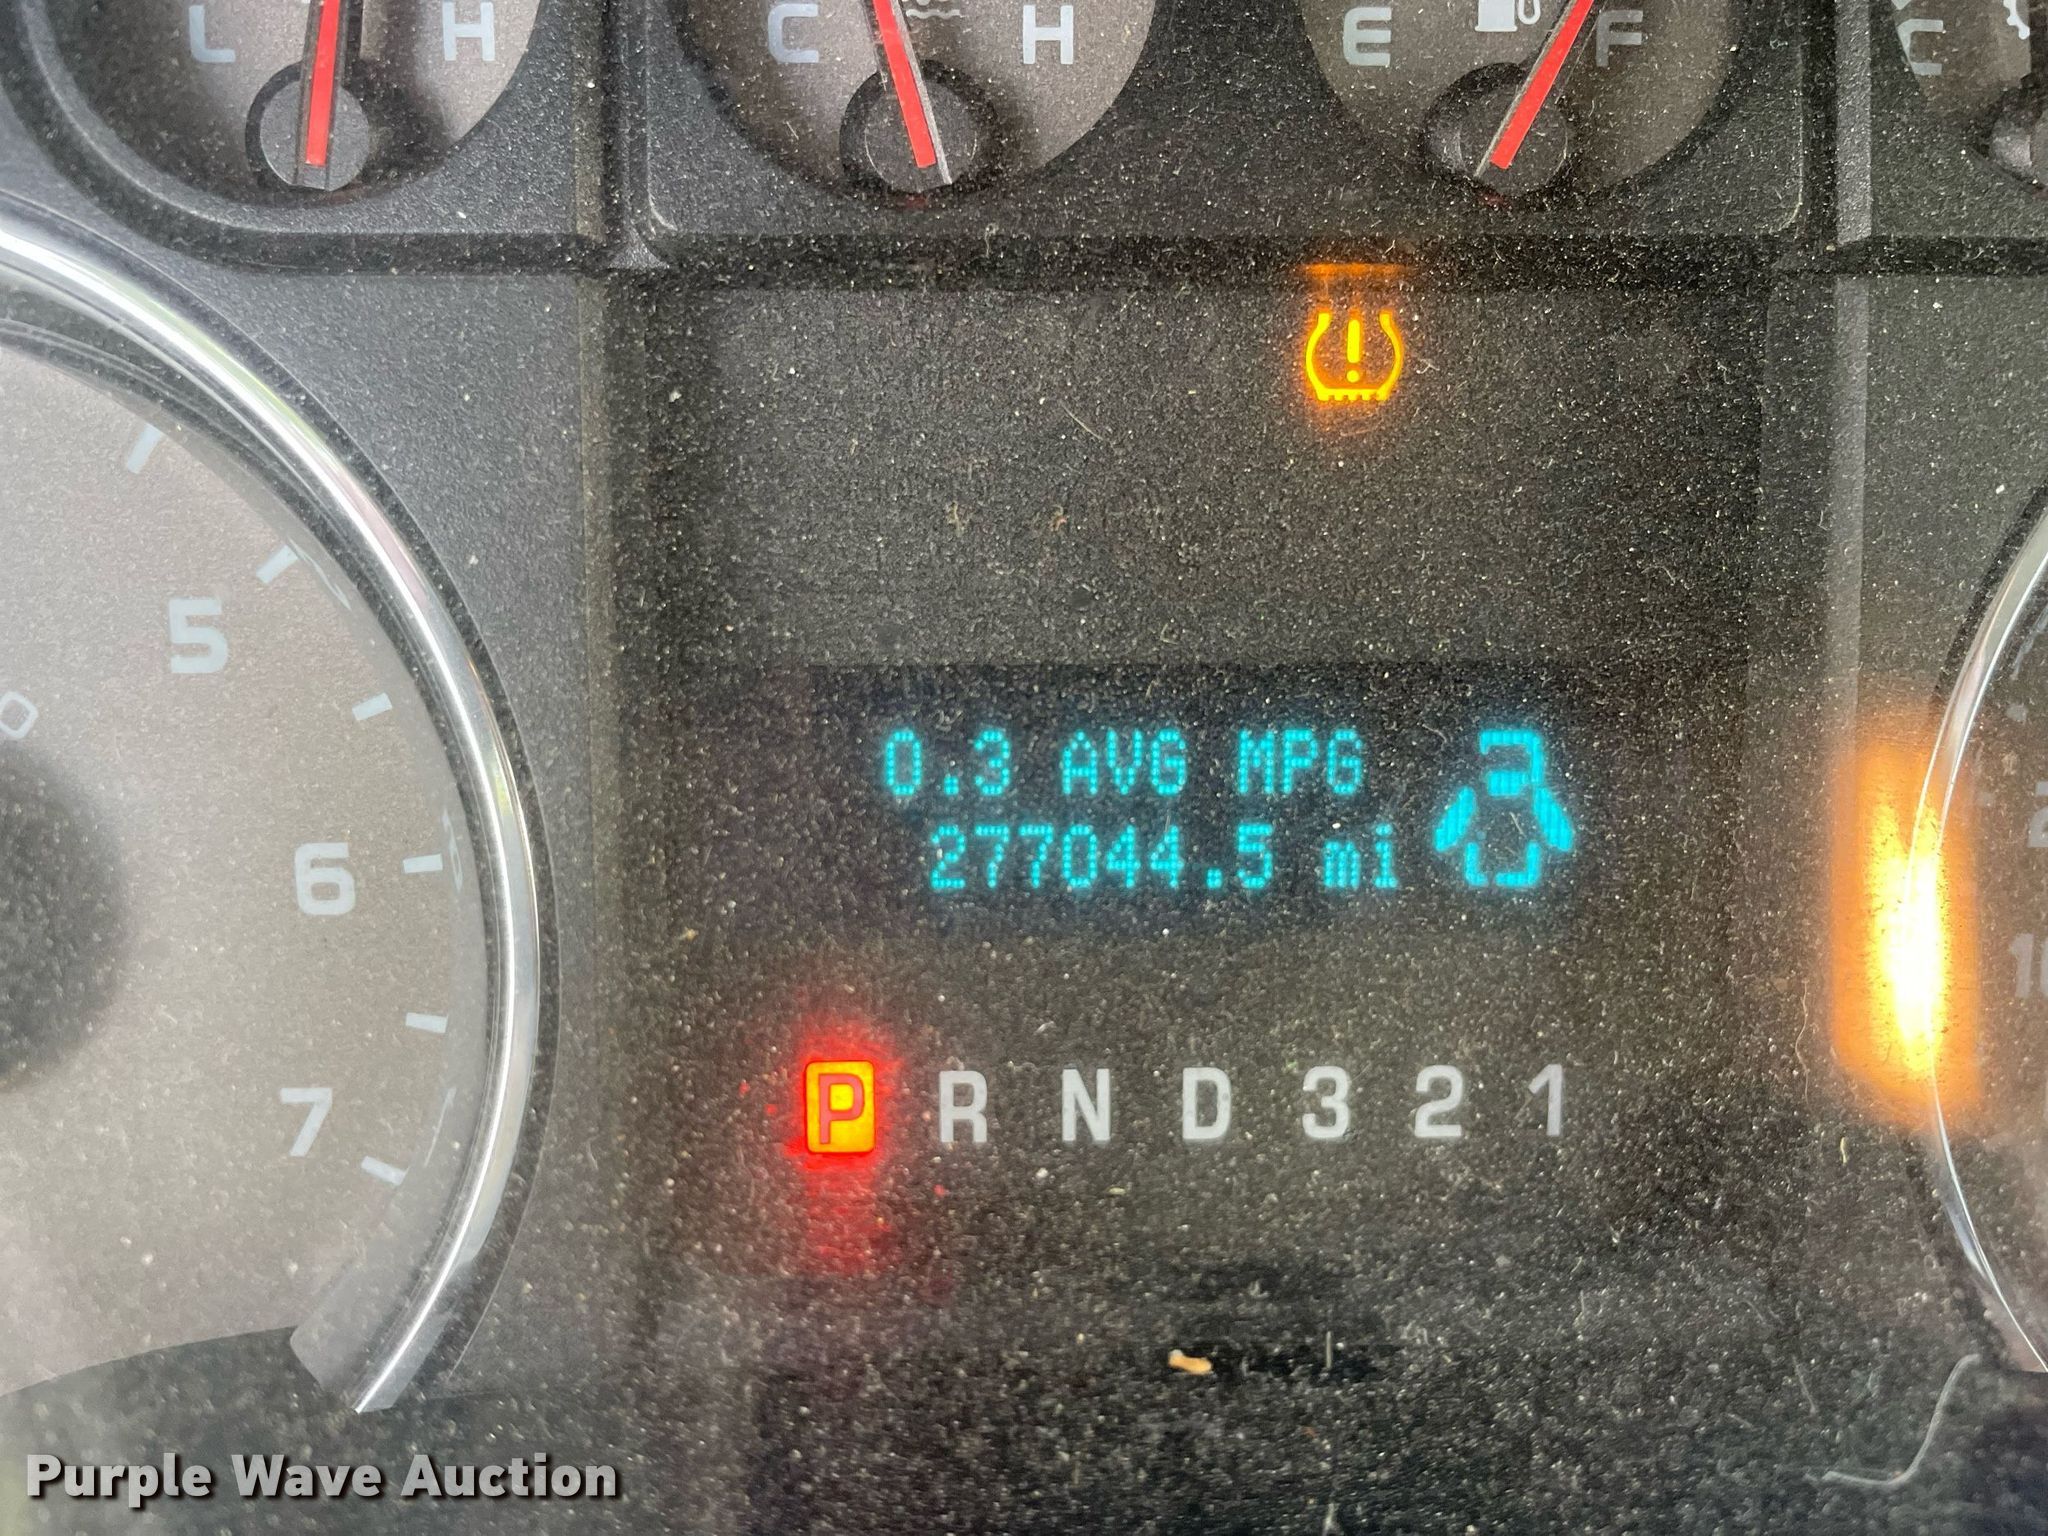 L H C H E F C
5
6
7
0.3 AVG MPG
277044.5 mi
P R N D 3 2 1
Purple Wave Auction